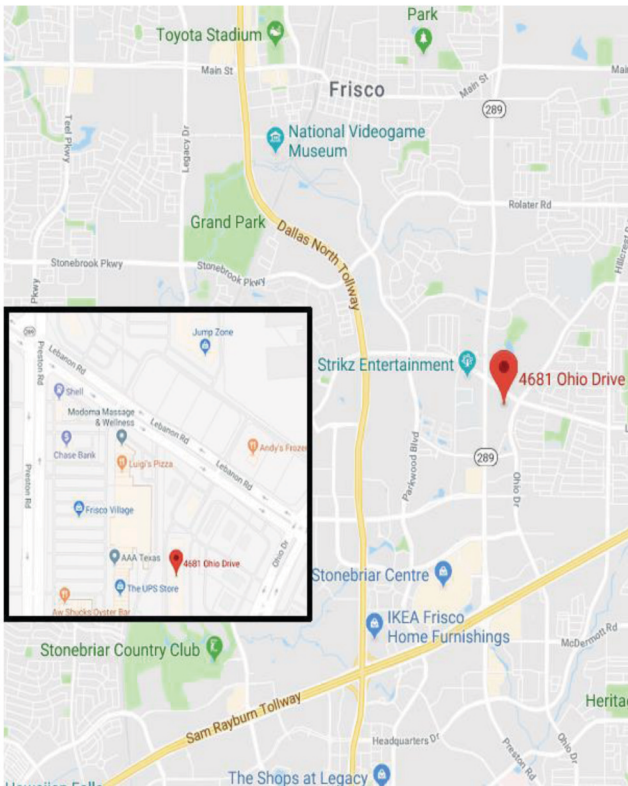 Park
Toyota Stadium
Main St
Main St
Frisco
289
Teel Pkwy
Legacy Dr
National Videogame
Museum
Rolater Rd
Grand Park
Dallas North Tollway
Hillcrest
Stonebrook Pkwy
Stonebrook Pkwy
Pkwy
Strikz Entertainment
4681 Ohio Drive
Parkwood Blvd
289
Ohio Dr
289
Preston Rd
Lebanon Rd
Jump Zone
Shell
Modoma Massage
& Wellness
Lebanon Rd
Chase Bank
Luigi's Pizza
Andy's Frozen
Lebanon Rd
Preston Rd
Frisco Village
Ohio Dr
AAA Texas
4681 Ohio Drive
The UPS Store
Aw Shucks Oyster Bar
Stonebriar Centre
IKEA Frisco
Home Furnishings
McDermott Rd
Stonebriar Country Club
Sam Rayburn Tollway
Headquarters Dr
Preston Rd
Ohio Dr
The Shops at Legacy